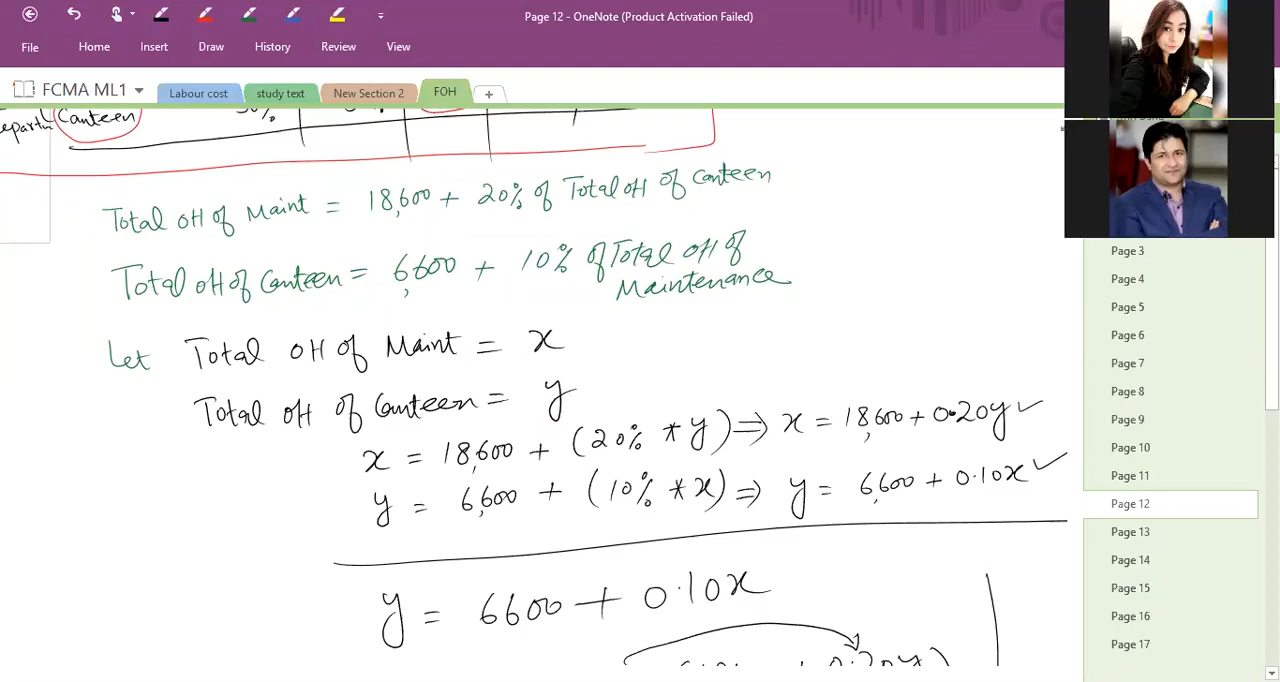 Page 12 - OneNote (Product Activation Failed)
File Home Insert Draw History Review View
FCMA ML1
Labour cost study text New Section 2 FOH +
Canteen
Total OH of Maint = 18,600 + 20% of Total OH of Canteen
Total OH of Canteen = 6,600 + 10% of Total OH of
Maintenance
Let Total OH of Maint = x
Total OH of Canteen = y
x = 18,600 + (20% * y) ⇒ x = 18,600 + 0.20y ✓
y = 6,600 + (10% * x) ⇒ y = 6,600 + 0.10x ✓
y = 6600 + 0.10x
Page 3
Page 4
Page 5
Page 6
Page 7
Page 8
Page 9
Page 10
Page 11
Page 12
Page 13
Page 14
Page 15
Page 16
Page 17